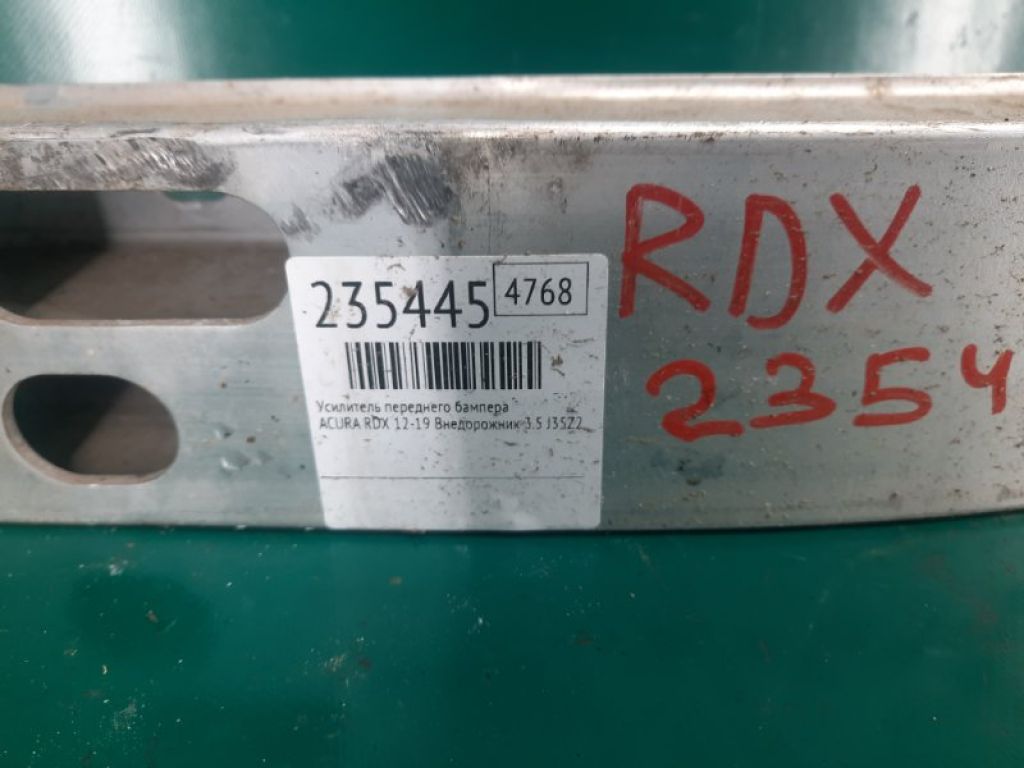 235445 4768
Усилитель переднего бампера
ACURA RDX 12-19 Внедорожник 3.5 J35Z2
RDX
2354